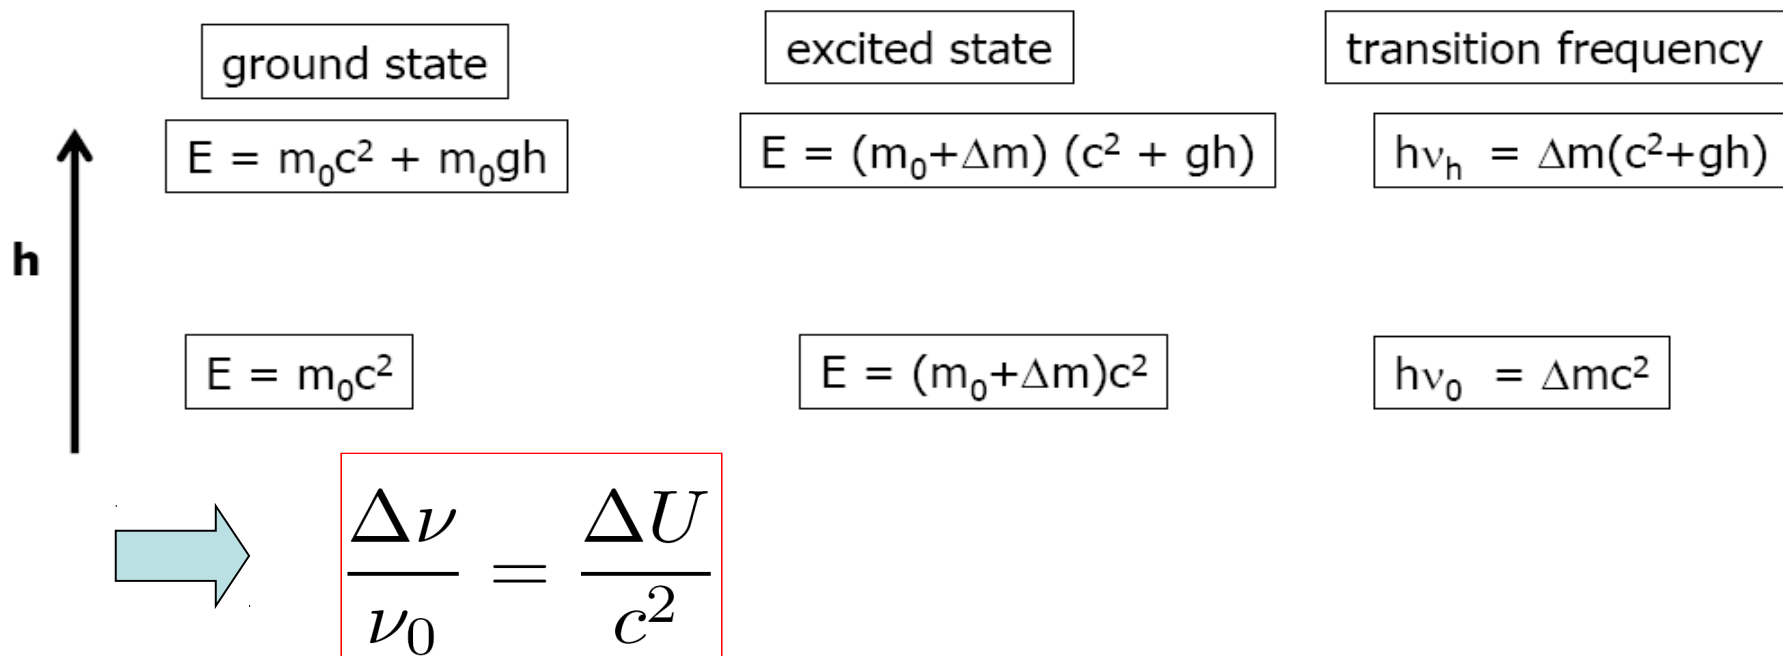 ground state
excited state
transition frequency
E = m₀c² + m₀gh
E = (m₀+Δm) (c² + gh)
hνₕ = Δm(c²+gh)
h
E = m₀c²
E = (m₀+Δm)c²
hν₀ = Δmc²
Δν/ν₀ = ΔU/c²